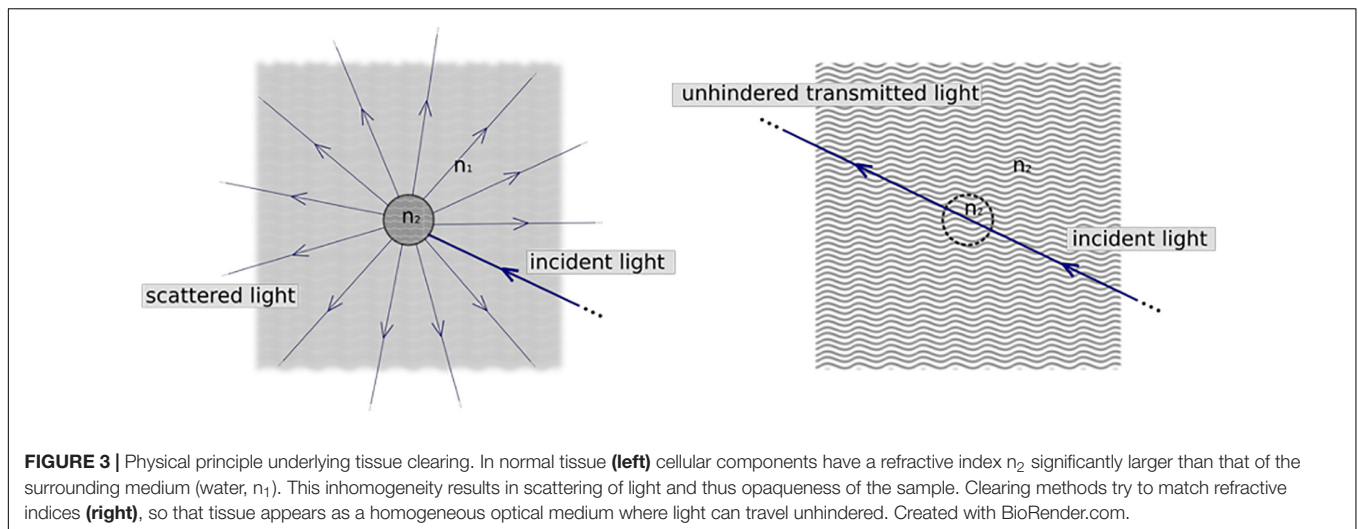 unhindered transmitted light
n₁
n₂
n₂
n₂
incident light
incident light
scattered light
FIGURE 3 | Physical principle underlying tissue clearing. In normal tissue (left) cellular components have a refractive index n₂ significantly larger than that of the
surrounding medium (water, n₁). This inhomogeneity results in scattering of light and thus opaqueness of the sample. Clearing methods try to match refractive
indices (right), so that tissue appears as a homogeneous optical medium where light can travel unhindered. Created with BioRender.com.